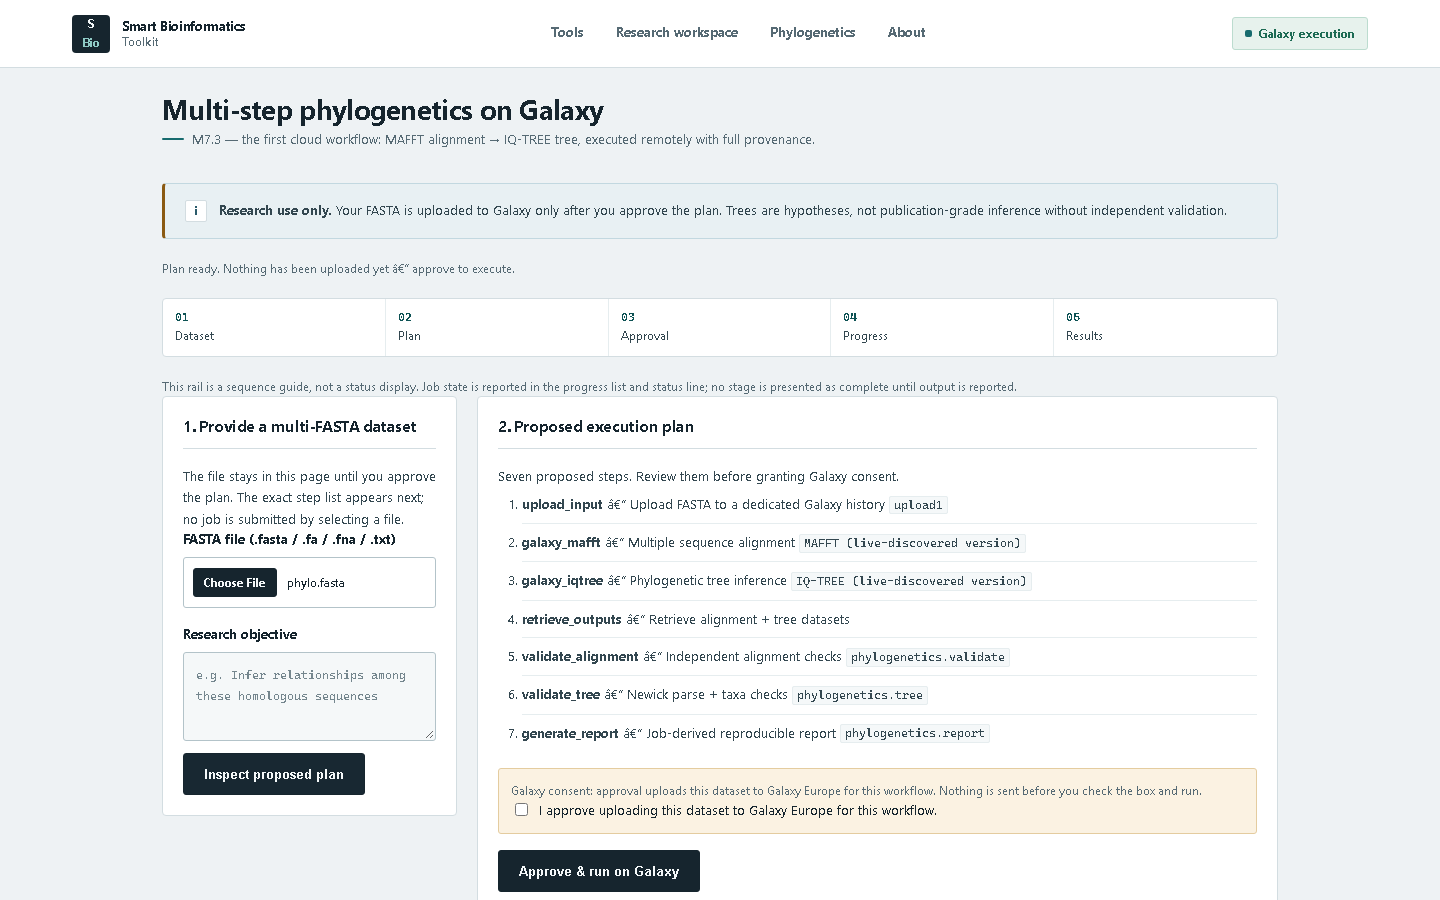 S
Bio
Smart Bioinformatics
Toolkit
Tools
Research workspace
Phylogenetics
About
Galaxy execution
Multi-step phylogenetics on Galaxy
M7.3 — the first cloud workflow: MAFFT alignment → IQ-TREE tree, executed remotely with full provenance.
i
Research use only. Your FASTA is uploaded to Galaxy only after you approve the plan. Trees are hypotheses, not publication-grade inference without independent validation.
Plan ready. Nothing has been uploaded yet â€“ approve to execute.
01
Dataset
02
Plan
03
Approval
04
Progress
05
Results
This rail is a sequence guide, not a status display. Job state is reported in the progress list and status line; no stage is presented as complete until output is reported.
1. Provide a multi-FASTA dataset
The file stays in this page until you approve
the plan. The exact step list appears next;
no job is submitted by selecting a file.
FASTA file (.fasta / .fa / .fna / .txt)
Choose File phylo.fasta
Research objective
e.g. Infer relationships among
these homologous sequences
Inspect proposed plan
2. Proposed execution plan
Seven proposed steps. Review them before granting Galaxy consent.
1. upload_input â€“ Upload FASTA to a dedicated Galaxy history upload1
2. galaxy_mafft â€“ Multiple sequence alignment MAFFT (live-discovered version)
3. galaxy_iqtree â€“ Phylogenetic tree inference IQ-TREE (live-discovered version)
4. retrieve_outputs â€“ Retrieve alignment + tree datasets
5. validate_alignment â€“ Independent alignment checks phylogenetics.validate
6. validate_tree â€“ Newick parse + taxa checks phylogenetics.tree
7. generate_report â€“ Job-derived reproducible report phylogenetics.report
Galaxy consent: approval uploads this dataset to Galaxy Europe for this workflow. Nothing is sent before you check the box and run.
I approve uploading this dataset to Galaxy Europe for this workflow.
Approve & run on Galaxy